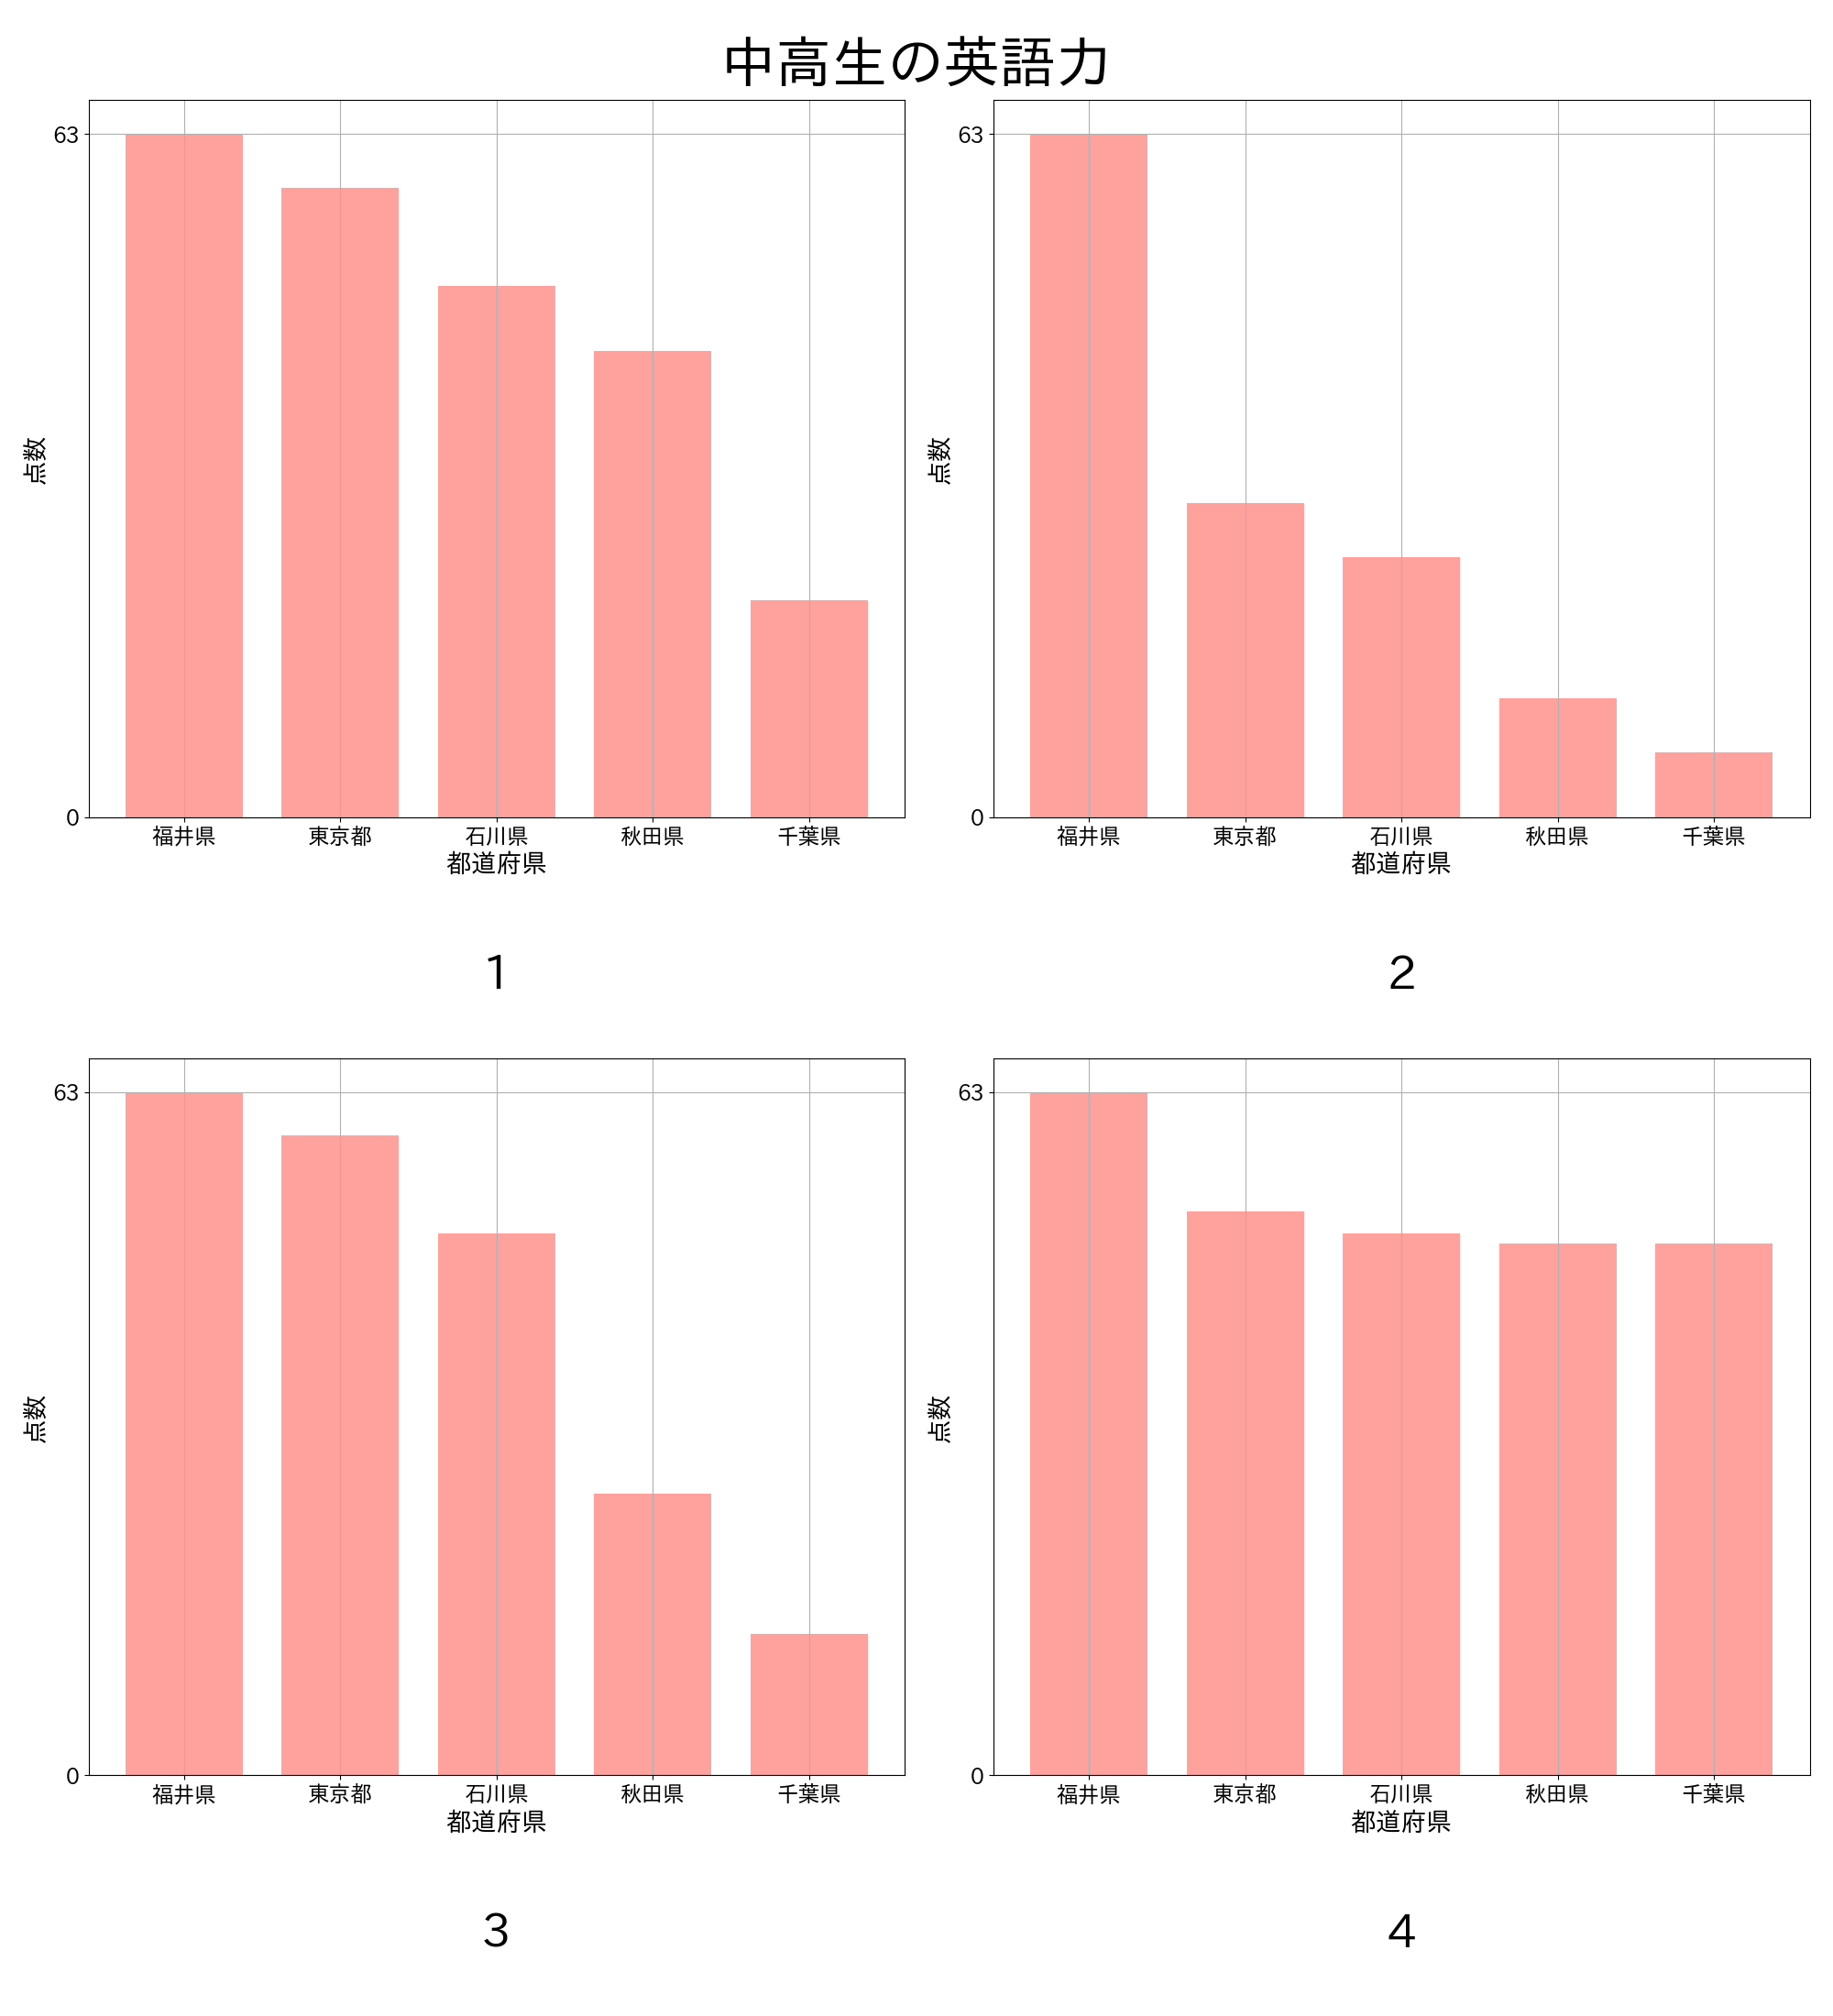 中高生の英語力
63
点数
0
福井県 東京都 石川県 秋田県 千葉県
都道府県
1
63
点数
0
福井県 東京都 石川県 秋田県 千葉県
都道府県
2
63
点数
0
福井県 東京都 石川県 秋田県 千葉県
都道府県
3
63
点数
0
福井県 東京都 石川県 秋田県 千葉県
都道府県
4